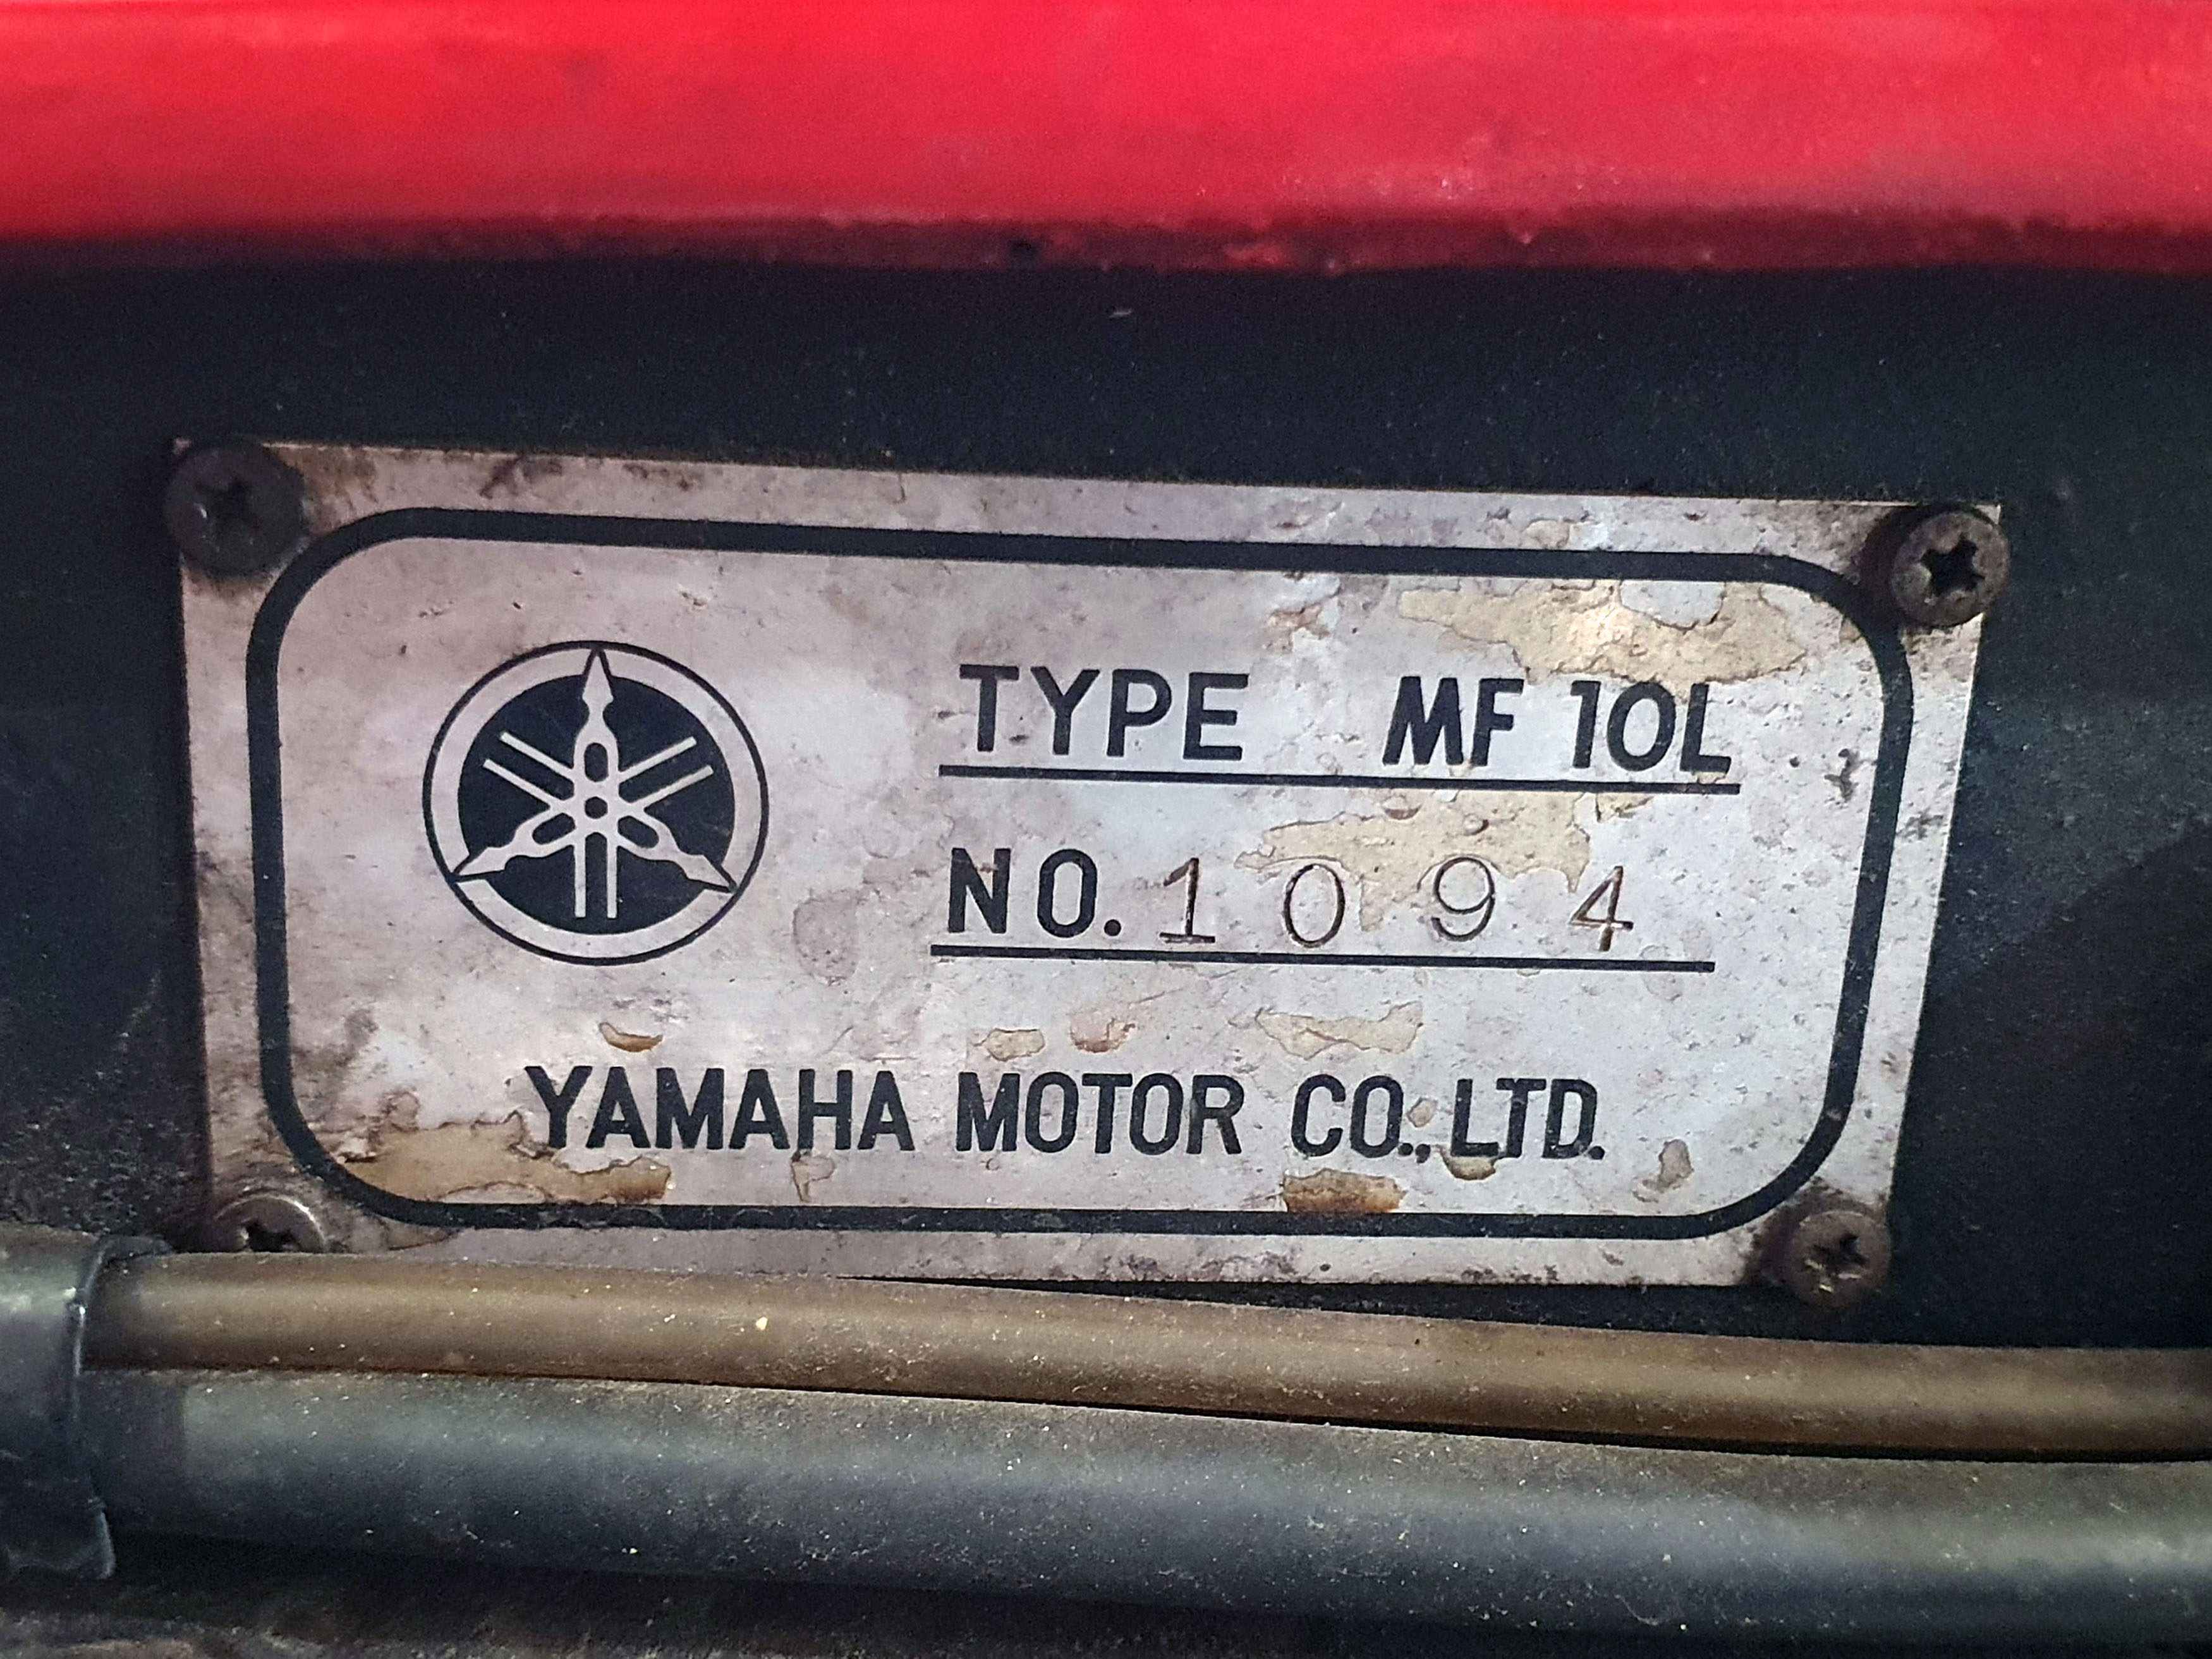 TYPE MF 10L
NO. 1094
YAMAHA MOTOR CO., LTD.